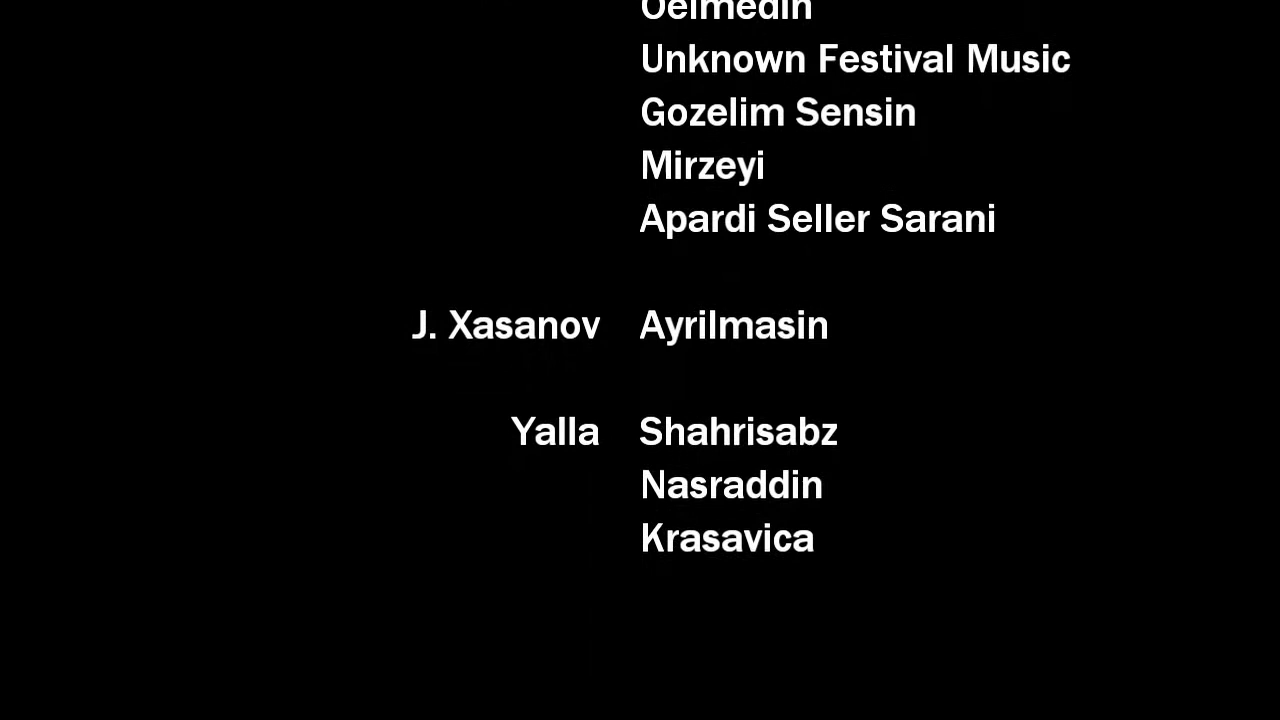 Unknown Festival Music
Gozelim Sensin
Mirzeyi
Apardi Seller Sarani
J. Xasanov Ayrilmasin
Yalla Shahrisabz
Nasraddin
Krasavica